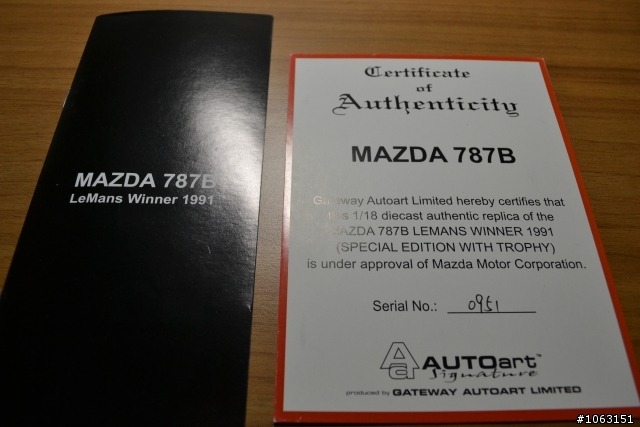 MAZDA 787B
LeMans Winner 1991
Certificate
of
Authenticity
MAZDA 787B
Gateway Autoart Limited hereby certifies that
this 1/18 diecast authentic replica of the
MAZDA 787B LEMANS WINNER 1991
(SPECIAL EDITION WITH TROPHY)
is under approval of Mazda Motor Corporation.
Serial No.: 0951
AA AUTOart™
Signature
produced by GATEWAY AUTOART LIMITED
#1063151